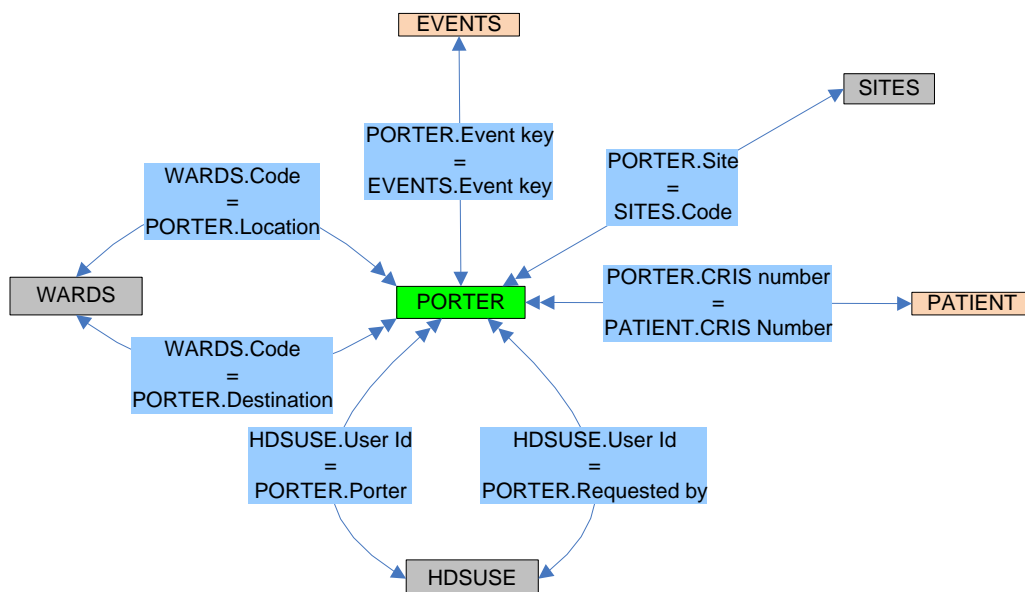 EVENTS
SITES
PORTER.Event key
=
EVENTS.Event key
PORTER.Site
=
SITES.Code
WARDS.Code
=
PORTER.Location
WARDS
PORTER
PORTER.CRIS number
=
PATIENT.CRIS Number
PATIENT
WARDS.Code
=
PORTER.Destination
HDSUSE.User Id
=
PORTER.Porter
HDSUSE.User Id
=
PORTER.Requested by
HDSUSE